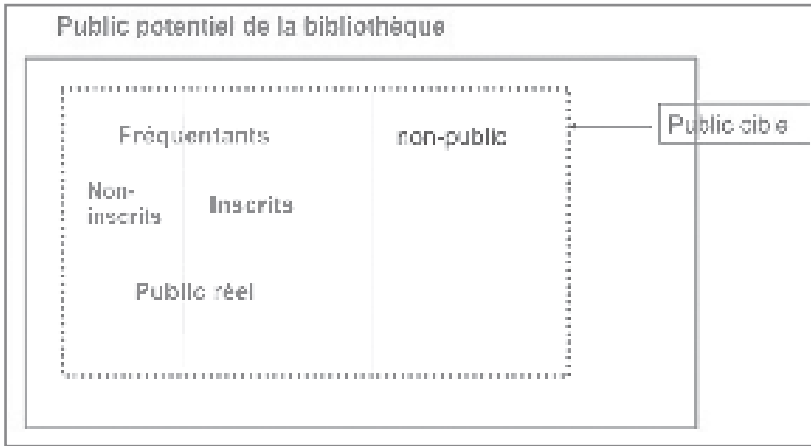 Public potentiel de la bibliothèque
Fréquentants
non-public
Public cible
Non-
inscrits
Inscrits
Public réel